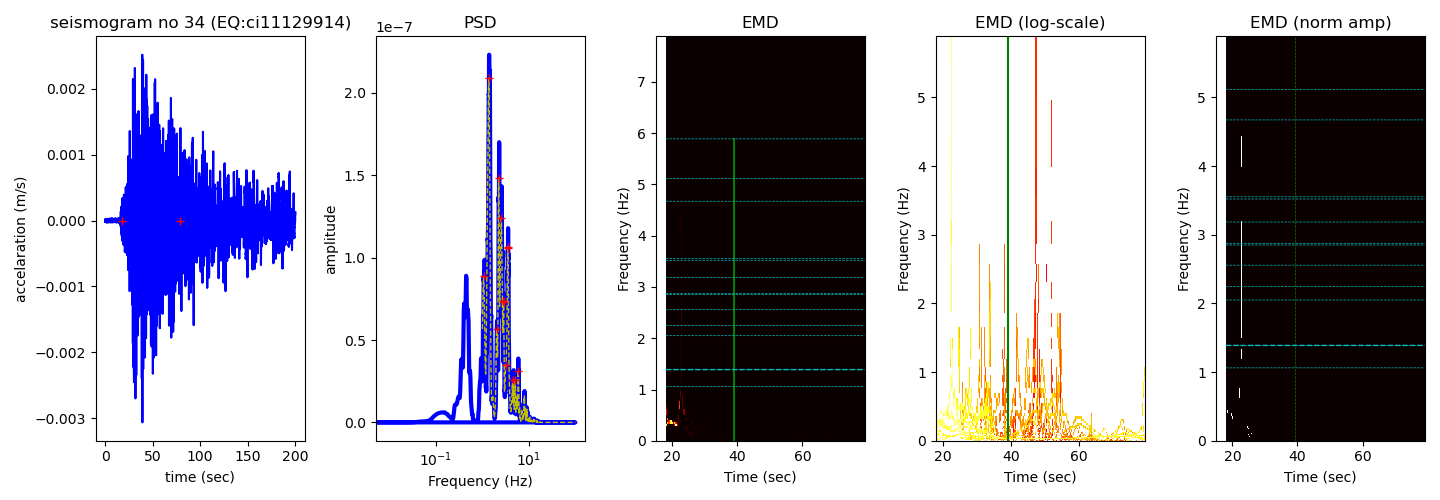 seismogram no 34 (EQ:ci11129914)
accelaration (m/s)
0.002
0.001
0.000
−0.001
−0.002
−0.003
0 50 100 150 200
time (sec)
PSD
1e−7
amplitude
2.0
1.5
1.0
0.5
0.0
10⁻¹ 10¹
Frequency (Hz)
EMD
Frequency (Hz)
7
6
5
4
3
2
1
0
20 40 60
Time (sec)
EMD (log-scale)
Frequency (Hz)
5
4
3
2
1
0
20 40 60
Time (sec)
EMD (norm amp)
Frequency (Hz)
5
4
3
2
1
0
20 40 60
Time (sec)